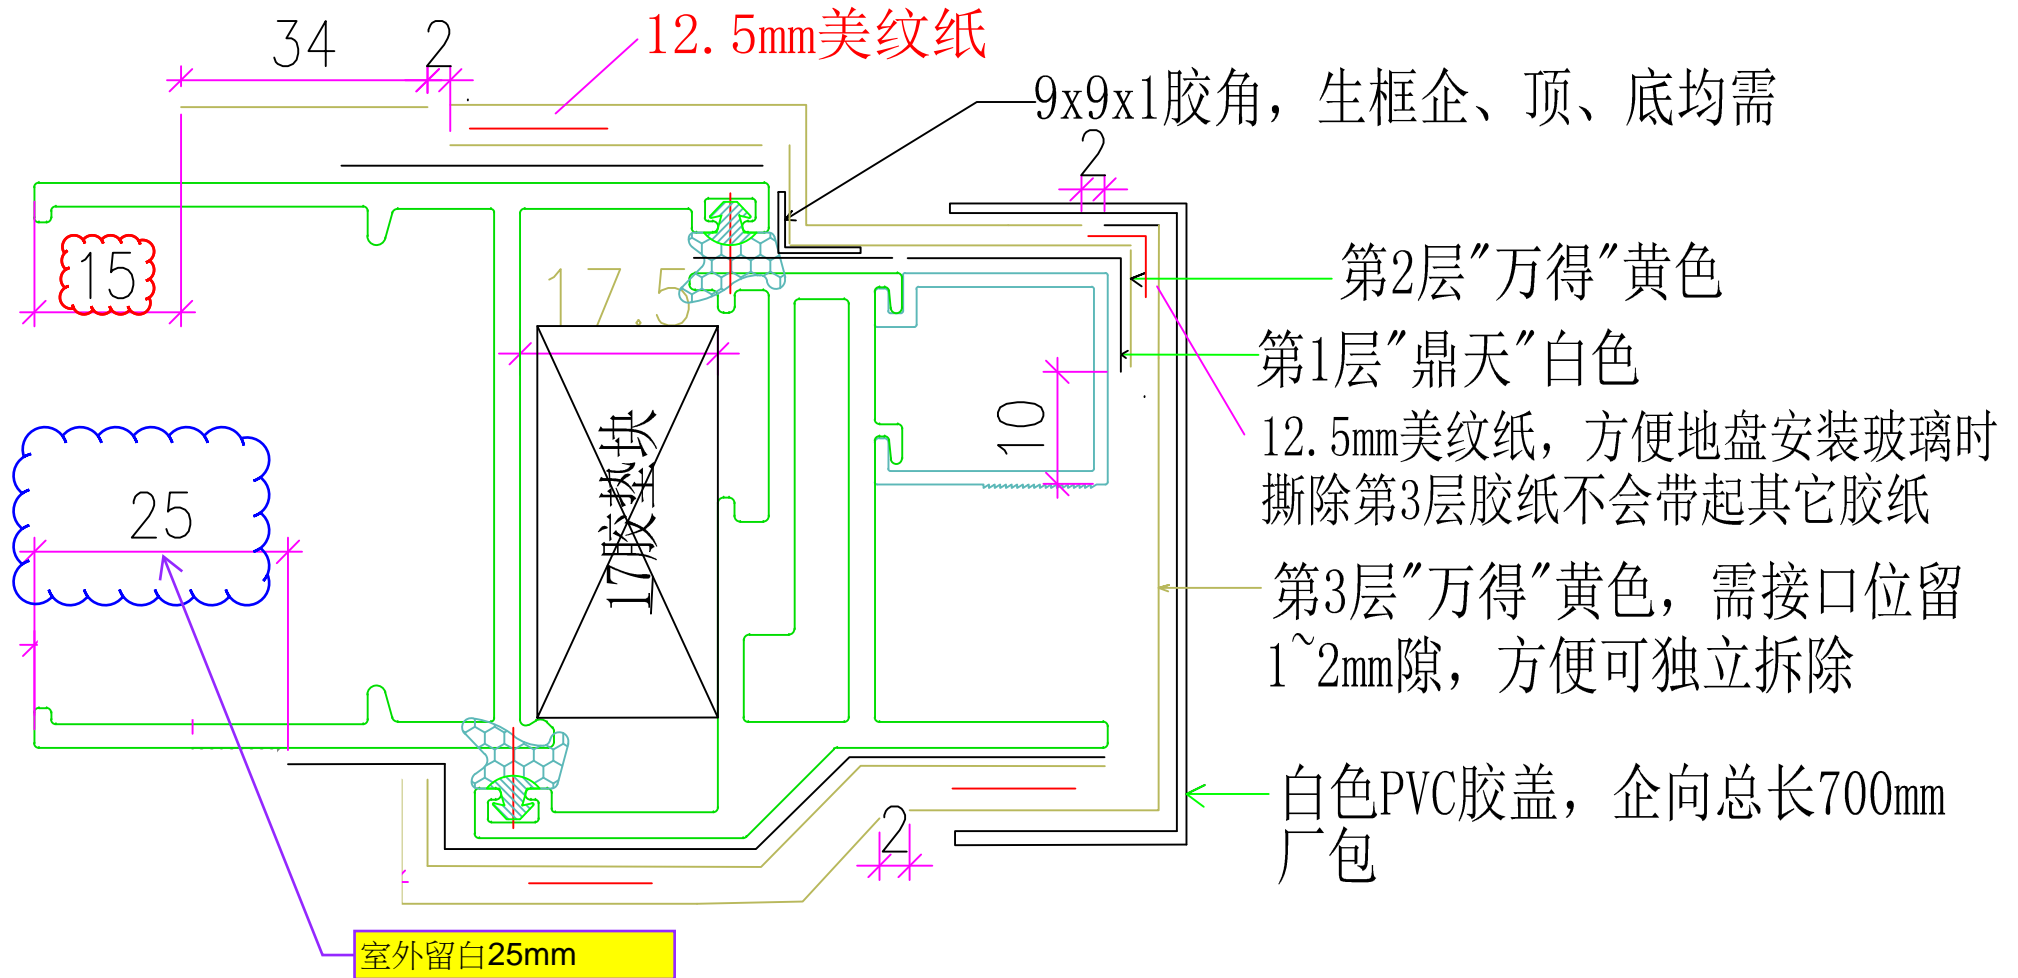 34
2
12.5mm美纹纸
9x9x1胶角，生框企、顶、底均需
2
15
17.5
第2层"万得"黄色
第1层"鼎天"白色
10
12.5mm美纹纸，方便地盘安装玻璃时
撕除第3层胶纸不会带起其它胶纸
17胶执垫块
25
第3层"万得"黄色，需接口位留
1~2mm隙，方便可独立拆除
白色PVC胶盖，企向总长700mm
厂包
2
室外留白25mm